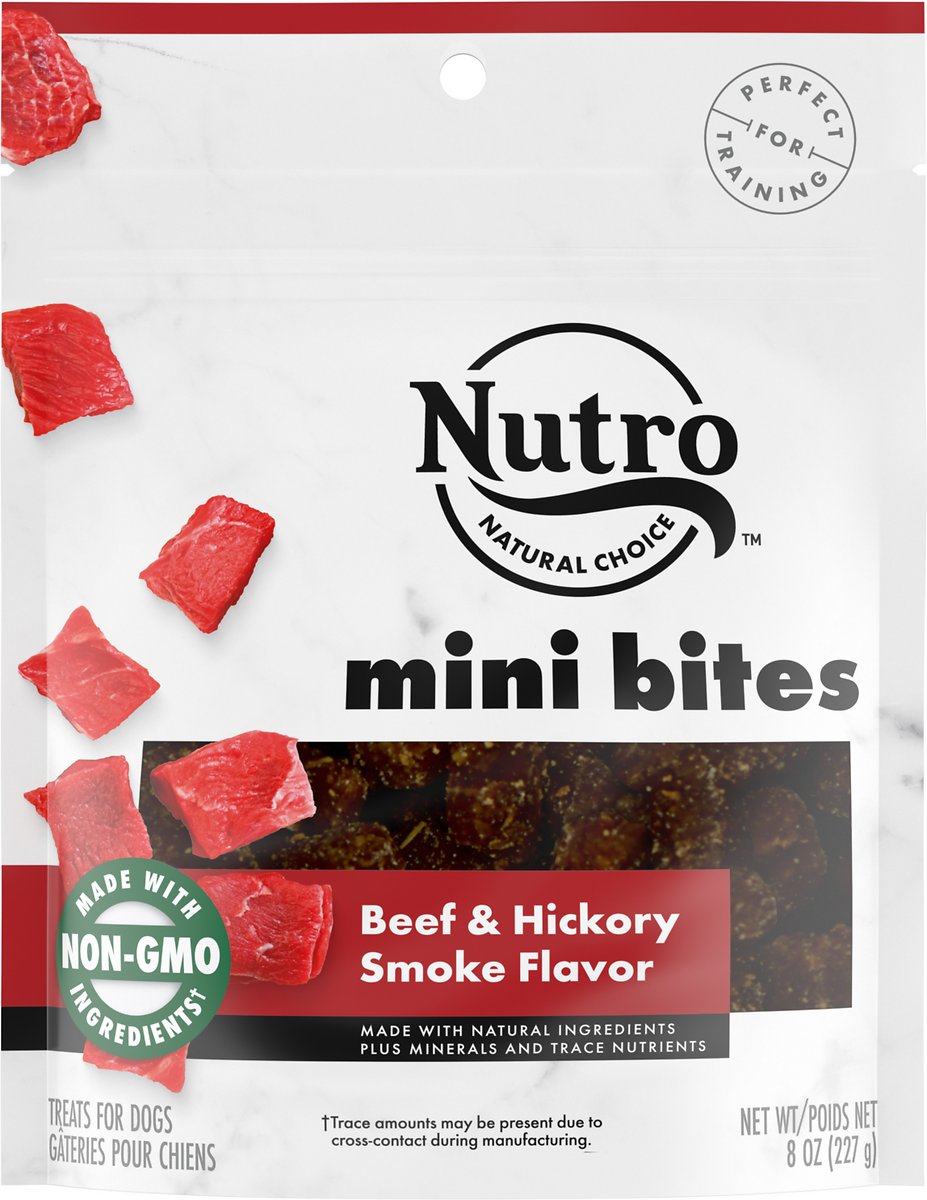 PERFECT
FOR
TRAINING
Nutro
NATURAL CHOICE
™
mini bites
MADE WITH
NON-GMO
INGREDIENTS†
Beef & Hickory
Smoke Flavor
MADE WITH NATURAL INGREDIENTS
PLUS MINERALS AND TRACE NUTRIENTS
TREATS FOR DOGS
GÂTERIES POUR CHIENS
†Trace amounts may be present due to
cross-contact during manufacturing.
NET WT/POIDS NET
8 OZ (227 g)